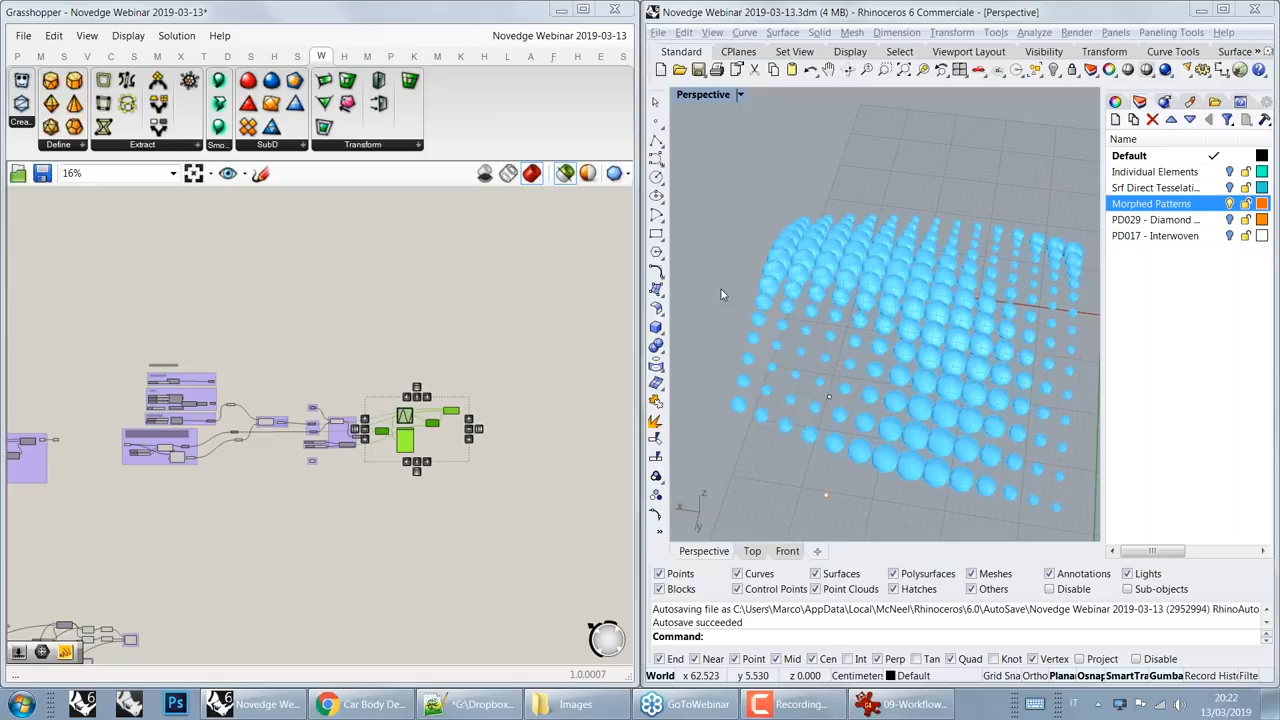 Grasshopper - Novedge Webinar 2019-03-13*
File Edit View Display Solution Help
Novedge Webinar 2019-03-13
Crea...
Define
Extract
Smo...
SubD
Transform
16%
...
1.0.0007
Novedge Webinar 2019-03-13.3dm (4 MB) - Rhinoceros 6 Commerciale - [Perspective]
File Edit View Curve Surface Solid Mesh Dimension Transform Tools Analyze Render Panels Paneling Tools Help
Standard CPlanes Set View Display Select Viewport Layout Visibility Transform Curve Tools Surface »
Perspective
x
y
z
Name
Default
Individual Elements
Srf Direct Tesselati...
Morphed Patterns
PD029 - Diamond ...
PD017 - Interwoven
Perspective Top Front
Points Curves Surfaces Polysurfaces Meshes Annotations Lights
Blocks Control Points Point Clouds Hatches Others Disable Sub-objects
Autosaving file as C:\Users\Marco\AppData\Local\McNeel\Rhinoceros\6.0\AutoSave\Novedge Webinar 2019-03-13 (2952994) RhinoAuto
Autosave succeeded
Command:
End Near Point Mid Cen Int Perp Tan Quad Knot Vertex Project Disable
World x 62.523 y 5.530 z 0.000 Centimeters Default Grid Sn Ortho Plana Osnap SmartTra Gumba Record Hist Filte
Novedge We...
Car Body De...
*G:\Dropbox...
Images
GoToWebinar
Recording...
09-Workflow...
IT
20:22
13/03/2019